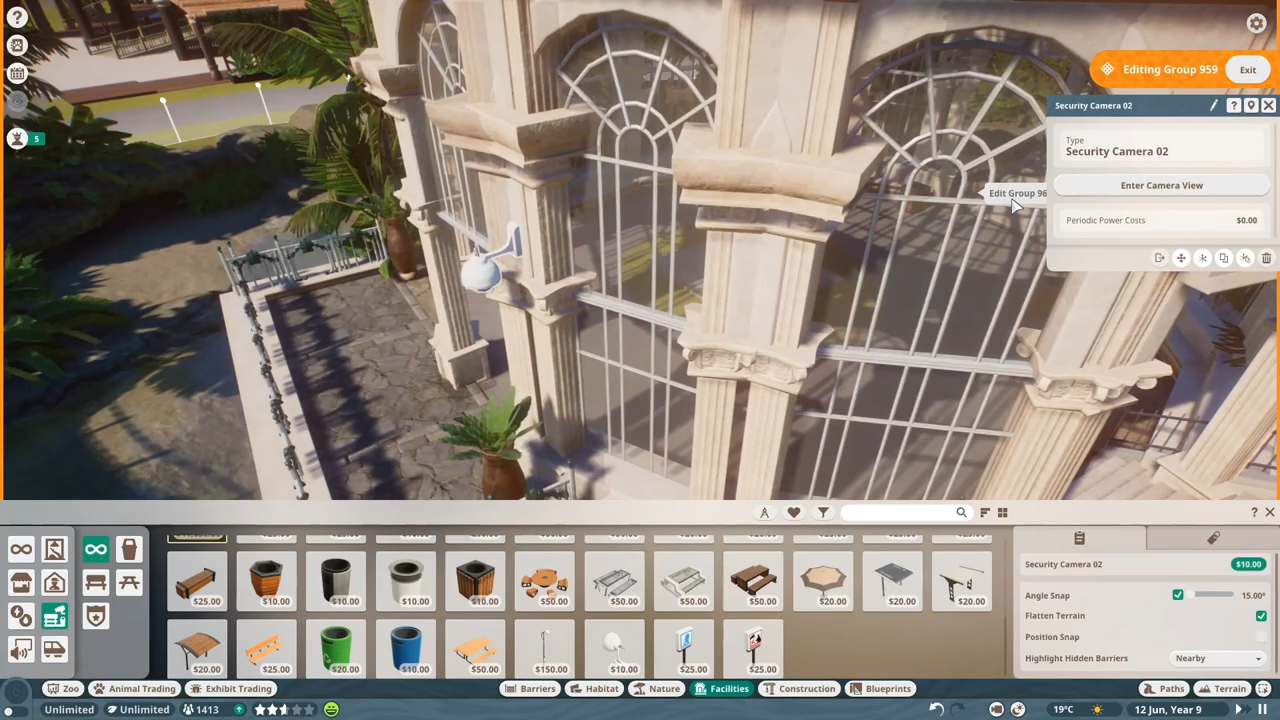 ?
Editing Group 959
Exit
Security Camera 02
?
5
Type
Security Camera 02
Enter Camera View
Edit Group 96
Periodic Power Costs
$0.00
?
Security Camera 02
$10.00
$25.00 $10.00 $10.00 $10.00 $10.00 $50.00 $50.00 $50.00 $50.00 $20.00 $20.00 $20.00
Angle Snap
15.00°
Flatten Terrain
Position Snap
Highlight Hidden Barriers
Nearby
$20.00 $25.00 $20.00 $10.00 $50.00 $150.00 $10.00 $25.00 $25.00
Zoo Animal Trading Exhibit Trading Barriers Habitat Nature Facilities Construction Blueprints Paths Terrain
Unlimited Unlimited 1413 19°C 12 Jun, Year 9